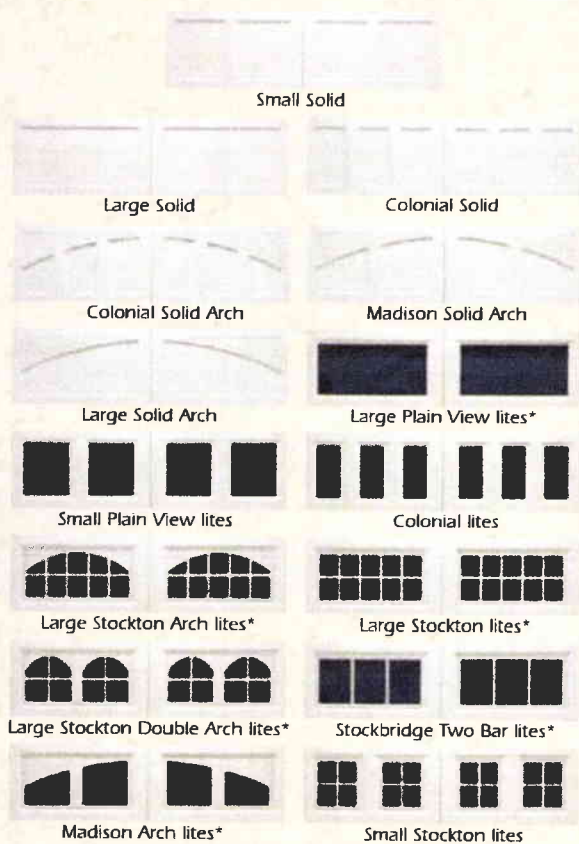 Small Solid
Large Solid
Colonial Solid
Colonial Solid Arch
Madison Solid Arch
Large Solid Arch
Large Plain View lites*
Small Plain View lites
Colonial lites
Large Stockton Arch lites*
Large Stockton lites*
Large Stockton Double Arch lites*
Stockbridge Two Bar lites*
Madison Arch lites*
Small Stockton lites